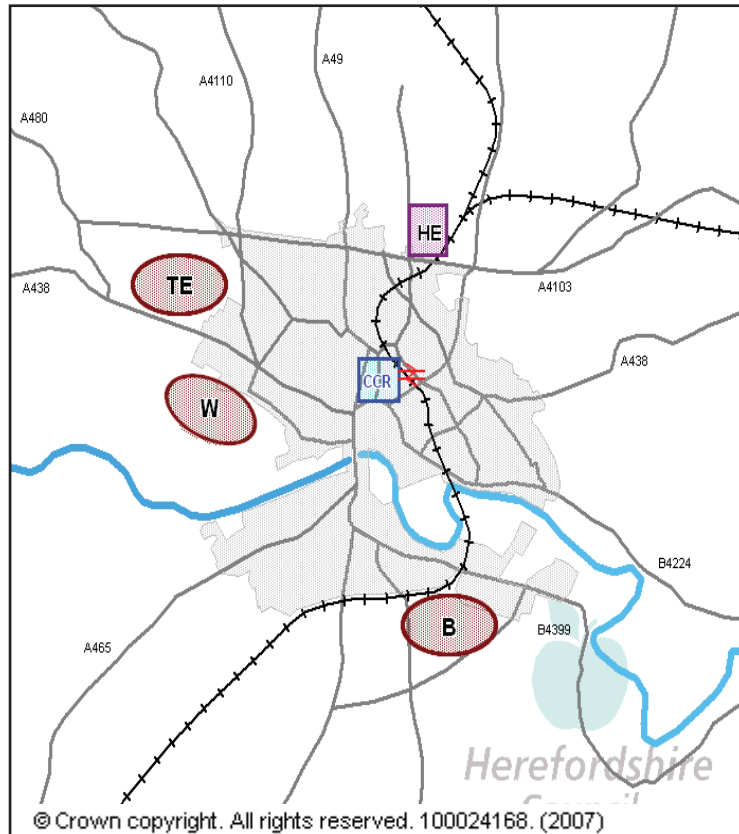 A49
A4110
A480
HE
TE
A438
A4103
A438
CCR
W
B4224
B
B4399
A465
Herefordshire
Council
© Crown copyright. All rights reserved. 100024168. (2007)